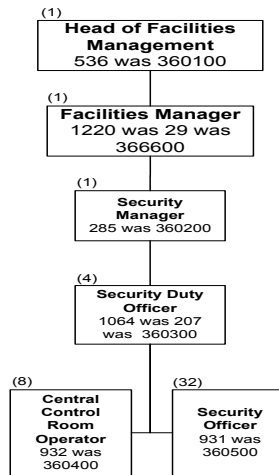 (1)
Head of Facilities
Management
536 was 360100
(1)
Facilities Manager
1220 was 29 was
366600
(1)
Security
Manager
285 was 360200
(4)
Security Duty
Officer
1064 was 207
was 360300
(8)
Central
Control
Room
Operator
932 was
360400
(32)
Security
Officer
931 was
360500